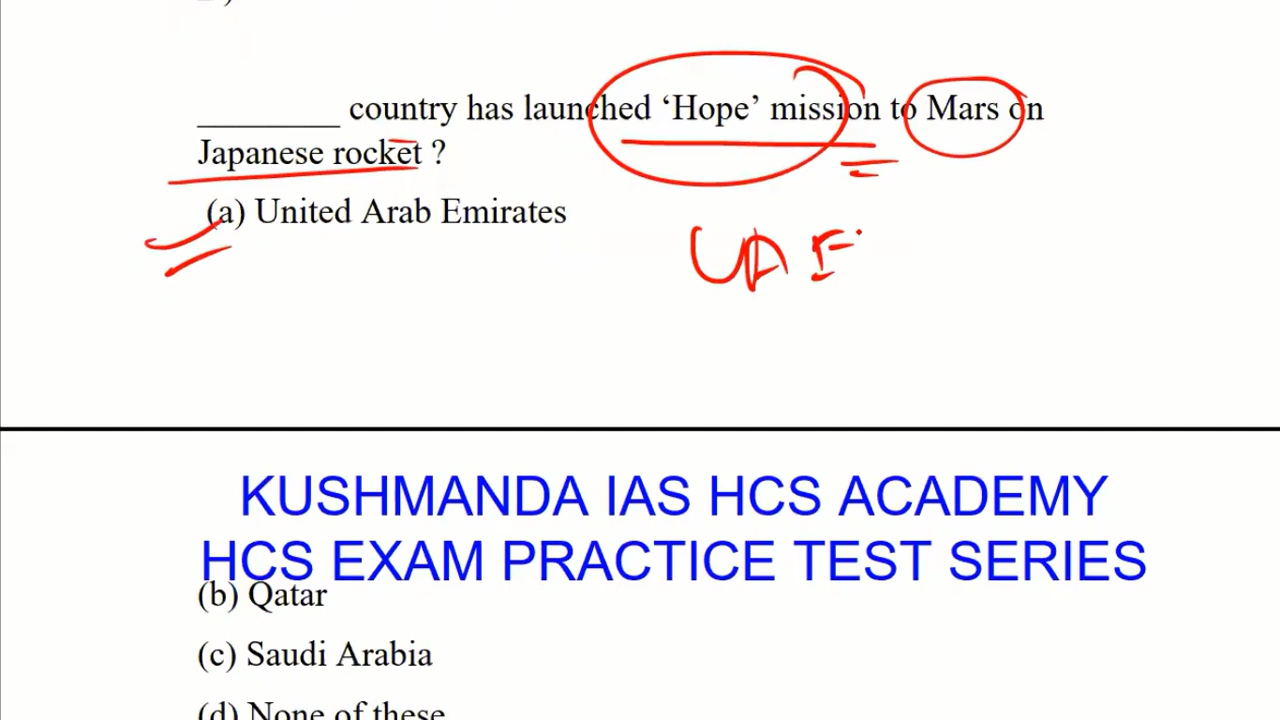 ________ country has launched ‘Hope’ mission to Mars on
Japanese rocket ?
(a) United Arab Emirates
UAE
KUSHMANDA IAS HCS ACADEMY
HCS EXAM PRACTICE TEST SERIES
(b) Qatar
(c) Saudi Arabia
(d) None of these